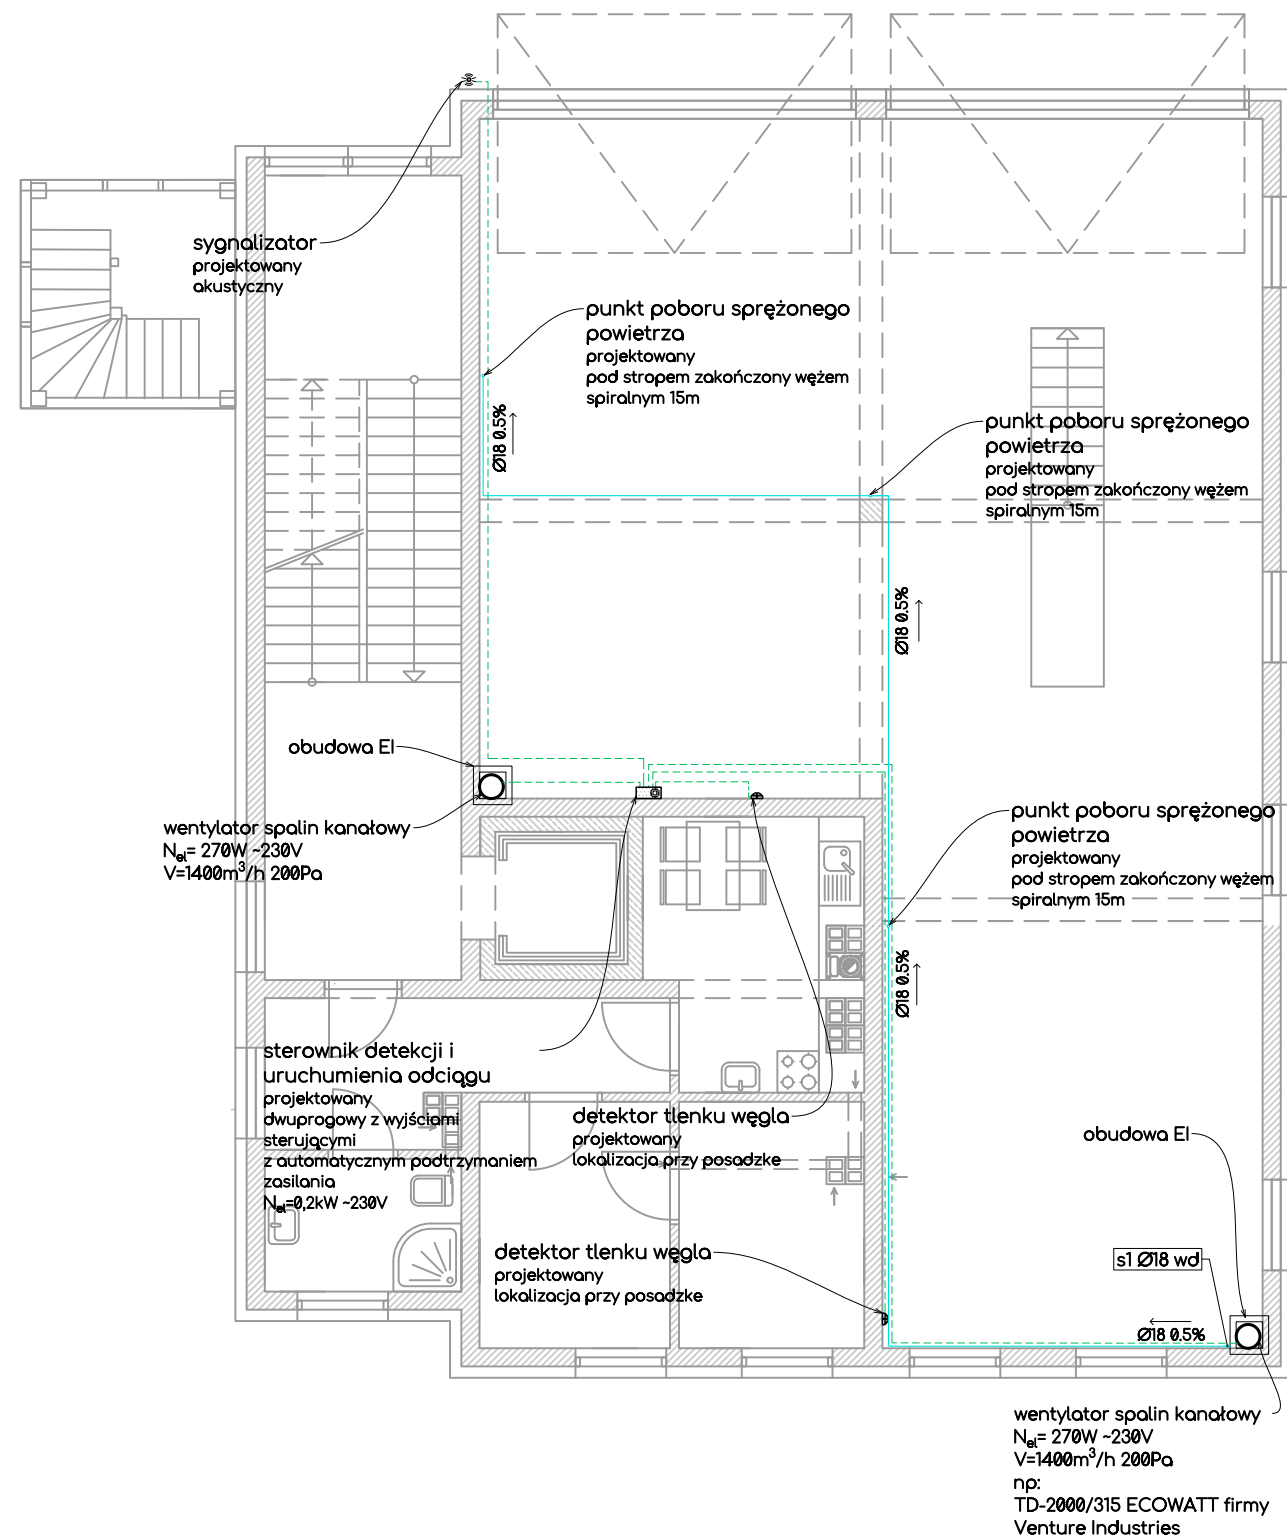 sygnalizator
projektowany
akustyczny
punkt poboru sprężonego
powietrza
projektowany
pod stropem zakończony wężem
spiralnym 15m
Ø18 0.5%
punkt poboru sprężonego
powietrza
projektowany
pod stropem zakończony wężem
spiralnym 15m
Ø18 0.5%
obudowa EI
wentylator spalin kanałowy
Nel= 270W ~230V
V=1400m³/h 200Pa
punkt poboru sprężonego
powietrza
projektowany
pod stropem zakończony wężem
spiralnym 15m
Ø18 0.5%
sterownik detekcji i
uruchumienia odciągu
projektowany
dwuprogowy z wyjściami
sterującymi
z automatycznym podtrzymaniem
zasilania
Nel=0,2kW ~230V
detektor tlenku węgla
projektowany
lokalizacja przy posadzke
obudowa EI
detektor tlenku węgla
projektowany
lokalizacja przy posadzke
s1 Ø18 wd
Ø18 0.5%
wentylator spalin kanałowy
Nel= 270W ~230V
V=1400m³/h 200Pa
np:
TD-2000/315 ECOWATT firmy
Venture Industries